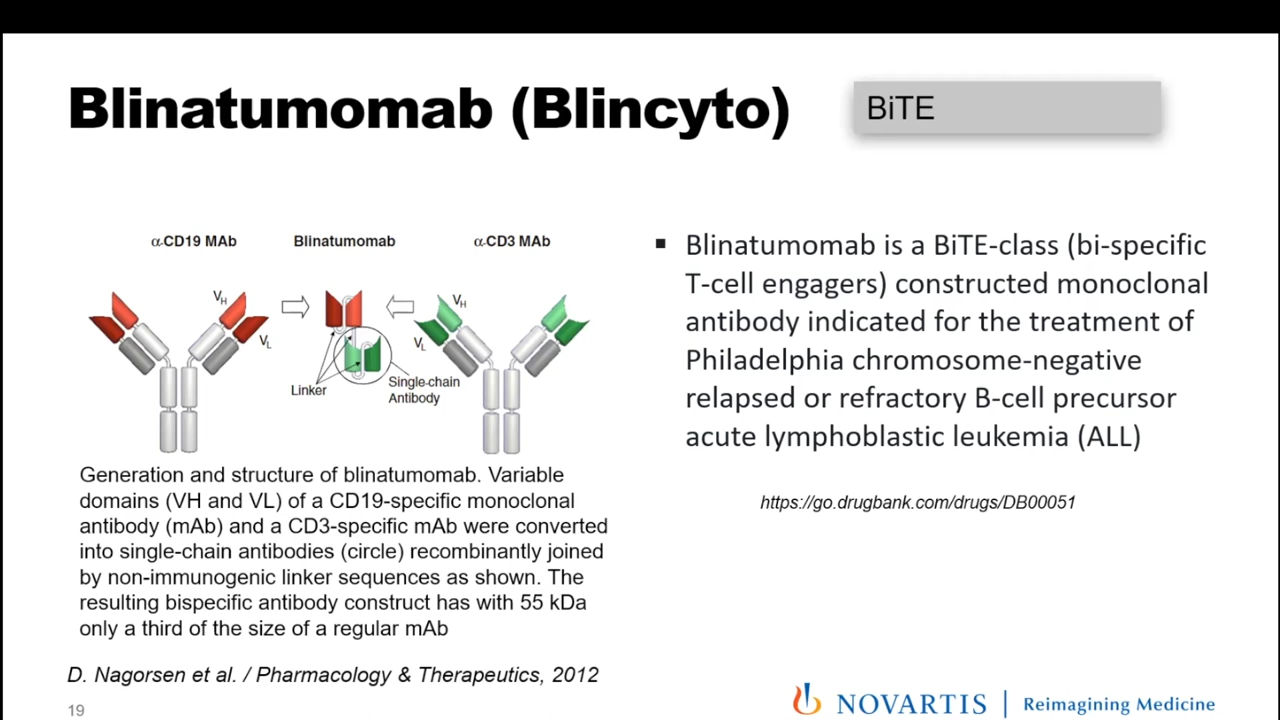 Blinatumomab (Blincyto)
BiTE
α-CD19 MAb
Blinatumomab
α-CD3 MAb
VH
VL
VH
VL
Linker
Single-chain
Antibody
Generation and structure of blinatumomab. Variable
domains (VH and VL) of a CD19-specific monoclonal
antibody (mAb) and a CD3-specific mAb were converted
into single-chain antibodies (circle) recombinantly joined
by non-immunogenic linker sequences as shown. The
resulting bispecific antibody construct has with 55 kDa
only a third of the size of a regular mAb
D. Nagorsen et al. / Pharmacology & Therapeutics, 2012
▪ Blinatumomab is a BiTE-class (bi-specific
T-cell engagers) constructed monoclonal
antibody indicated for the treatment of
Philadelphia chromosome-negative
relapsed or refractory B-cell precursor
acute lymphoblastic leukemia (ALL)
https://go.drugbank.com/drugs/DB00051
19
NOVARTIS | Reimagining Medicine